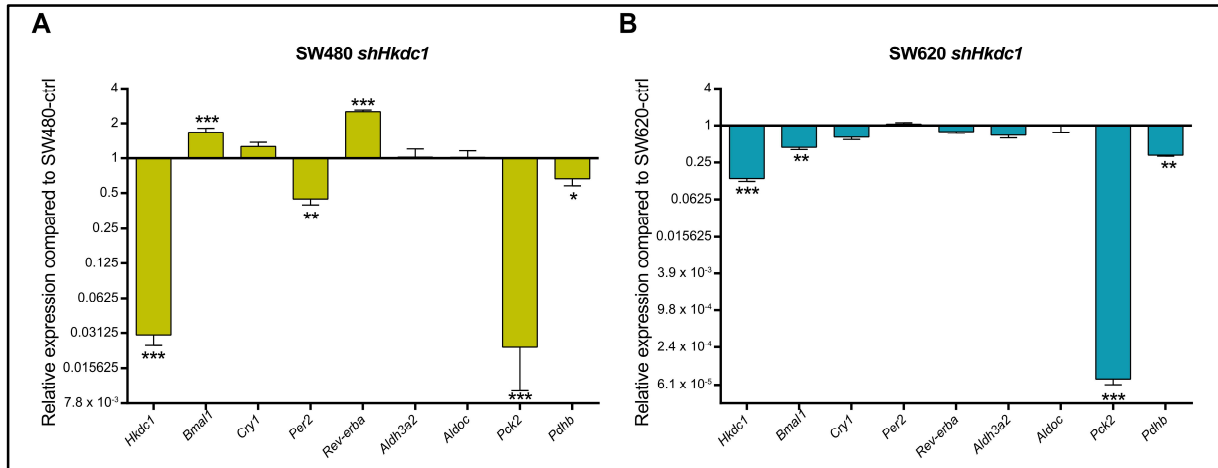 A
SW480 shHkdc1
Relative expression compared to SW480-ctrl
4
2
1
0.5
0.25
0.125
0.0625
0.03125
0.015625
7.8 x 10⁻³
***
***
**
***
***
*
Hkdc1
Bmal1
Cry1
Per2
Rev-erba
Aldh3a2
Aldoc
Pck2
Pdhb
B
SW620 shHkdc1
Relative expression compared to SW620-ctrl
4
1
0.25
0.0625
0.015625
3.9 x 10⁻³
9.8 x 10⁻⁴
2.4 x 10⁻⁴
6.1 x 10⁻⁵
***
**
***
**
Hkdc1
Bmal1
Cry1
Per2
Rev-erba
Aldh3a2
Aldoc
Pck2
Pdhb